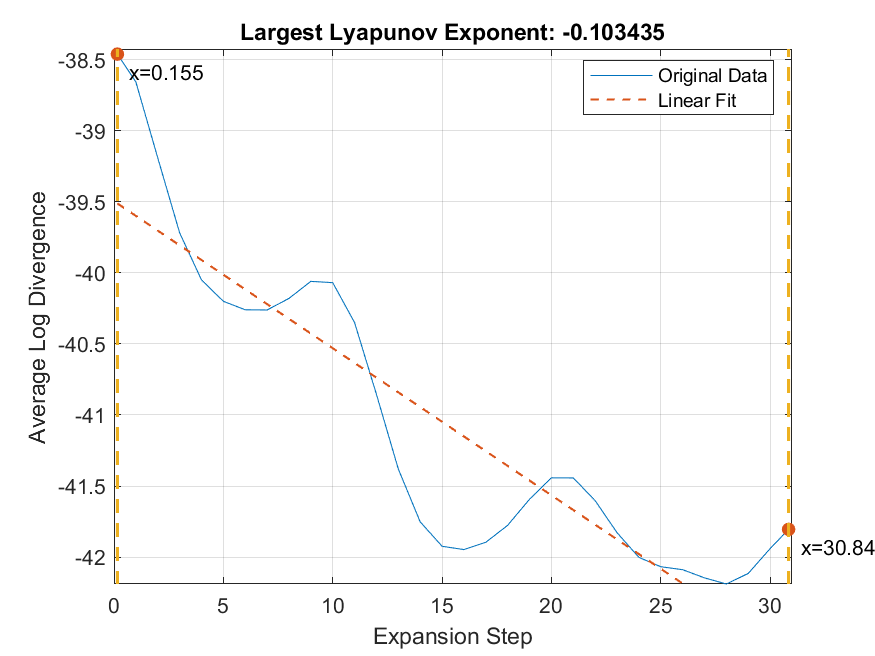 Largest Lyapunov Exponent: -0.103435
-38.5
x=0.155
Original Data
Linear Fit
-39
-39.5
-40
-40.5
-41
-41.5
-42
x=30.84
0 5 10 15 20 25 30
Expansion Step
Average Log Divergence